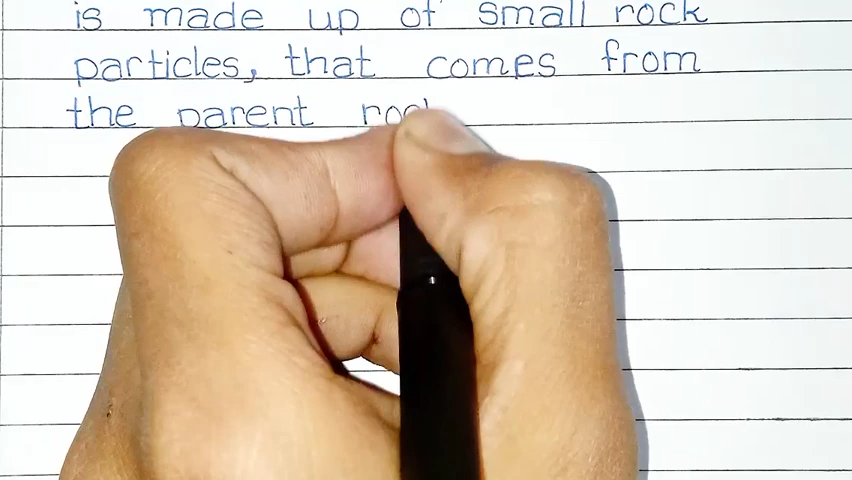 is made up of small rock
particles, that comes from
the parent